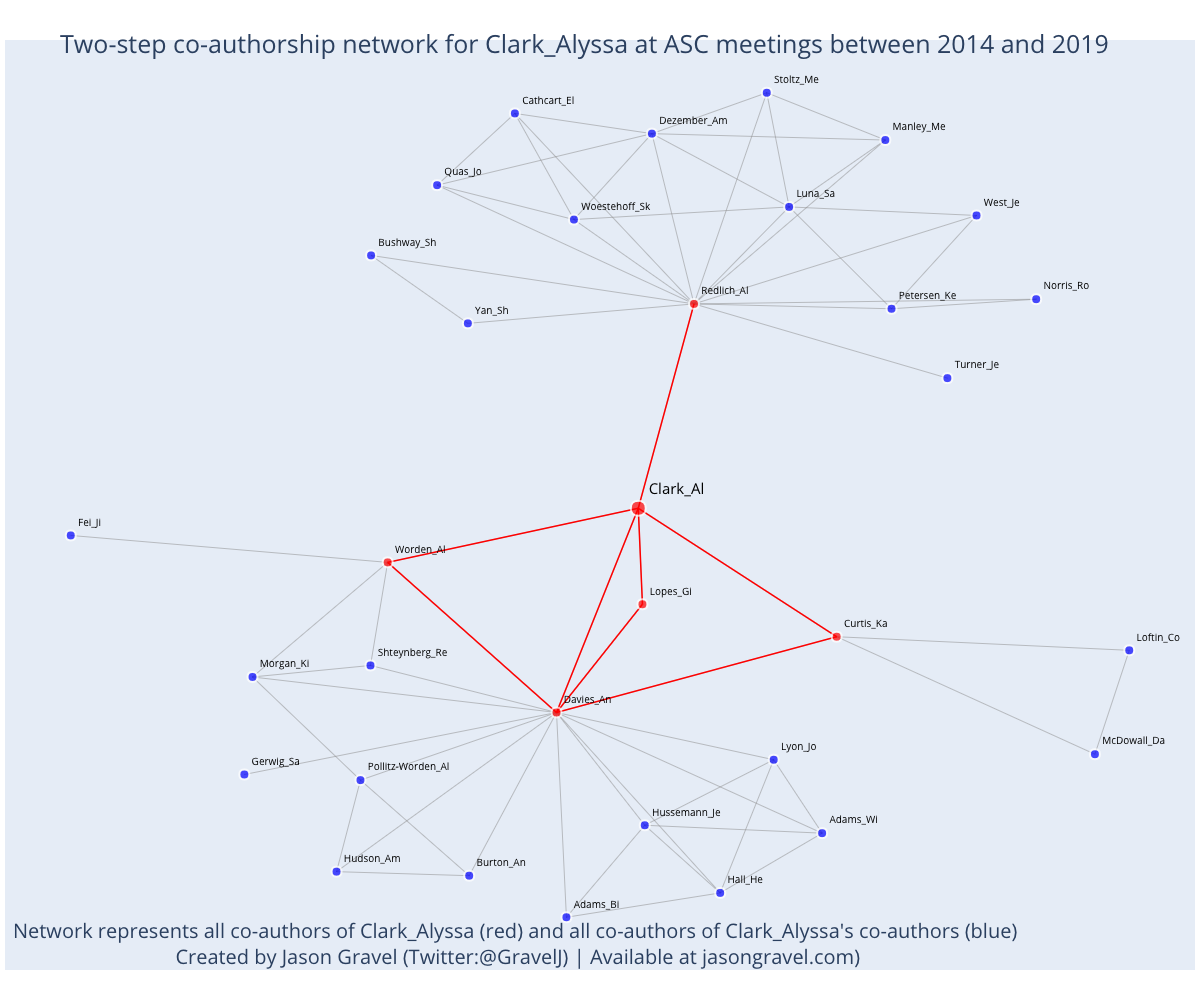 Two-step co-authorship network for Clark_Alyssa at ASC meetings between 2014 and 2019
Stoltz_Me
Cathcart_El
Dezember_Am
Manley_Me
Quas_Jo
Luna_Sa
Woestehoff_Sk
West_Je
Bushway_Sh
Norris_Ro
Redlich_Al
Petersen_Ke
Yan_Sh
Turner_Je
Clark_Al
Fei_Ji
Worden_Al
Lopes_Gi
Curtis_Ka
Loftin_Co
Shteynberg_Re
Morgan_Ki
Davies_An
McDowall_Da
Lyon_Jo
Gerwig_Sa
Pollitz-Worden_Al
Hussemann_Je
Adams_Wi
Hudson_Am
Burton_An
Hall_He
Adams_Bi
Network represents all co-authors of Clark_Alyssa (red) and all co-authors of Clark_Alyssa's co-authors (blue)
Created by Jason Gravel (Twitter:@GravelJ) | Available at jasongravel.com)